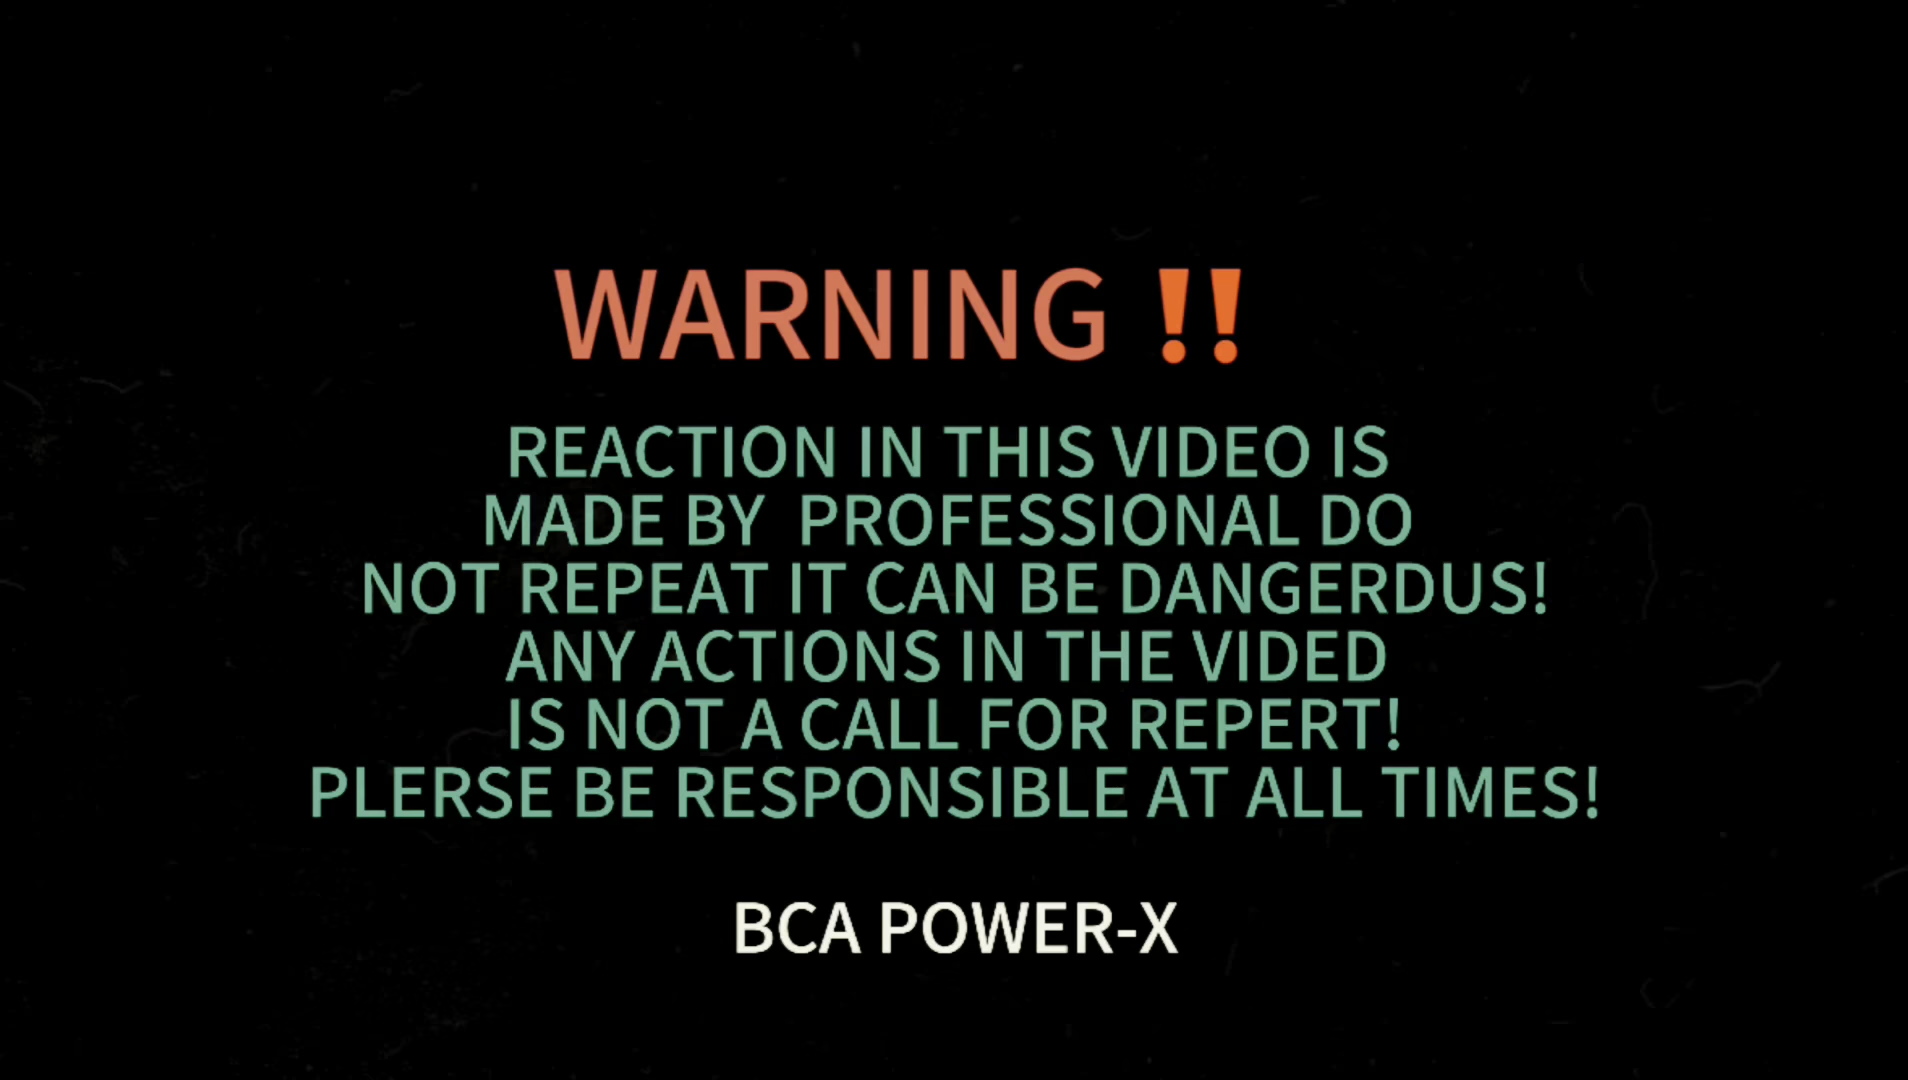 WARNING ‼
REACTION IN THIS VIDEO IS
MADE BY PROFESSIONAL DO
NOT REPEAT IT CAN BE DANGERDUS!
ANY ACTIONS IN THE VIDED
IS NOT A CALL FOR REPERT!
PLERSE BE RESPONSIBLE AT ALL TIMES!
BCA POWER-X